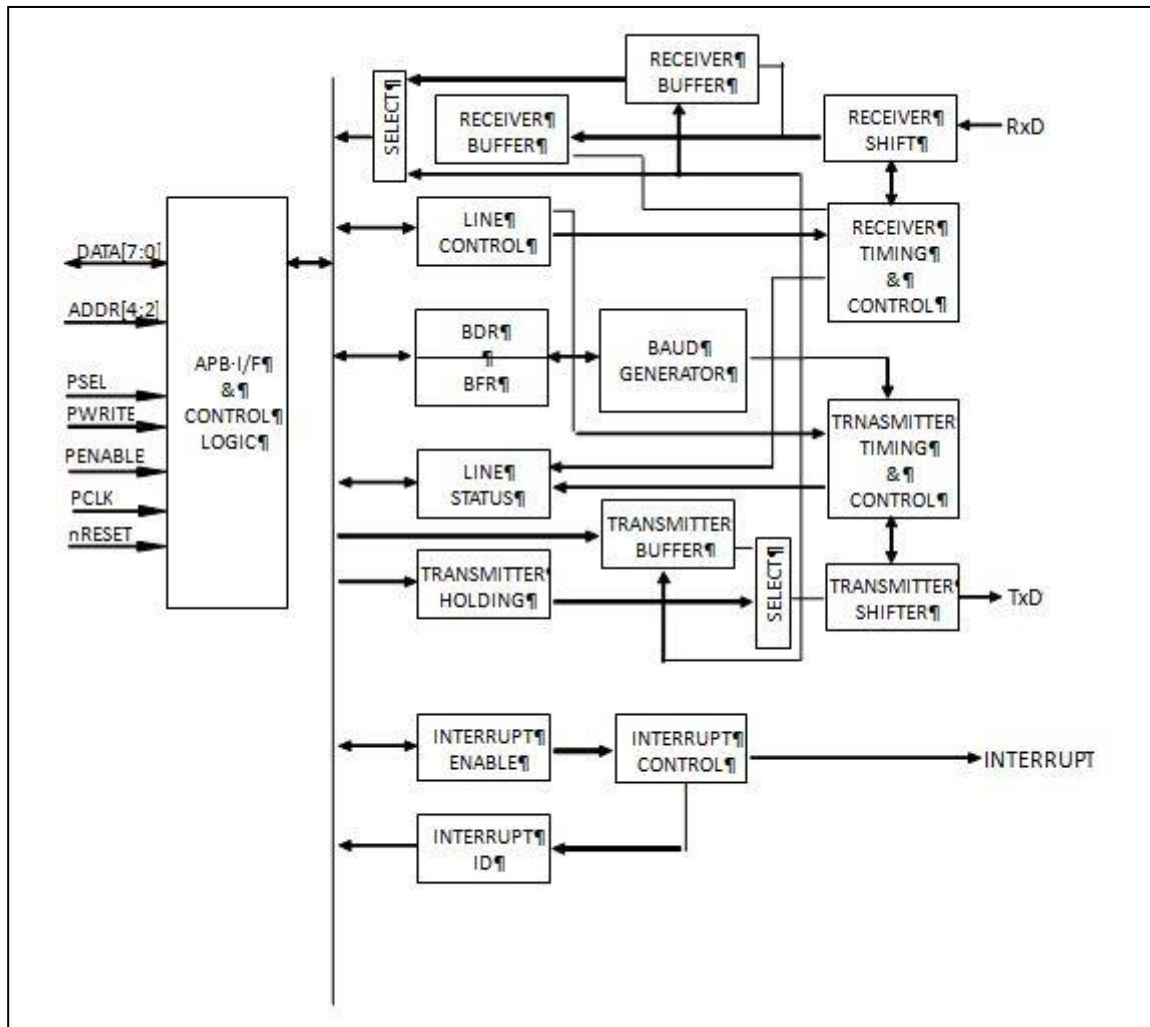 RECEIVER¶
BUFFER¶
SELECT¶
RECEIVER¶
BUFFER¶
RECEIVER¶
SHIFT¶
RxD
LINE¶
CONTROL¶
RECEIVER¶
TIMING¶
&¶
CONTROL¶
DATA[7:0]
ADDR[4:2]
PSEL
PWRITE
PENABLE
PCLK
nRESET
APB·I/F¶
&¶
CONTROL¶
LOGIC¶
BDR¶
¶
BFR¶
BAUD¶
GENERATOR¶
TRNASMITTER
TIMING¶
&¶
CONTROL¶
LINE¶
STATUS¶
TRANSMITTER
BUFFER¶
TRANSMITTER¶
HOLDING¶
SELECT¶
TRANSMITTER¶
SHIFTER¶
TxD
INTERRUPT¶
ENABLE¶
INTERRUPT¶
CONTROL¶
INTERRUPT
INTERRUPT¶
ID¶